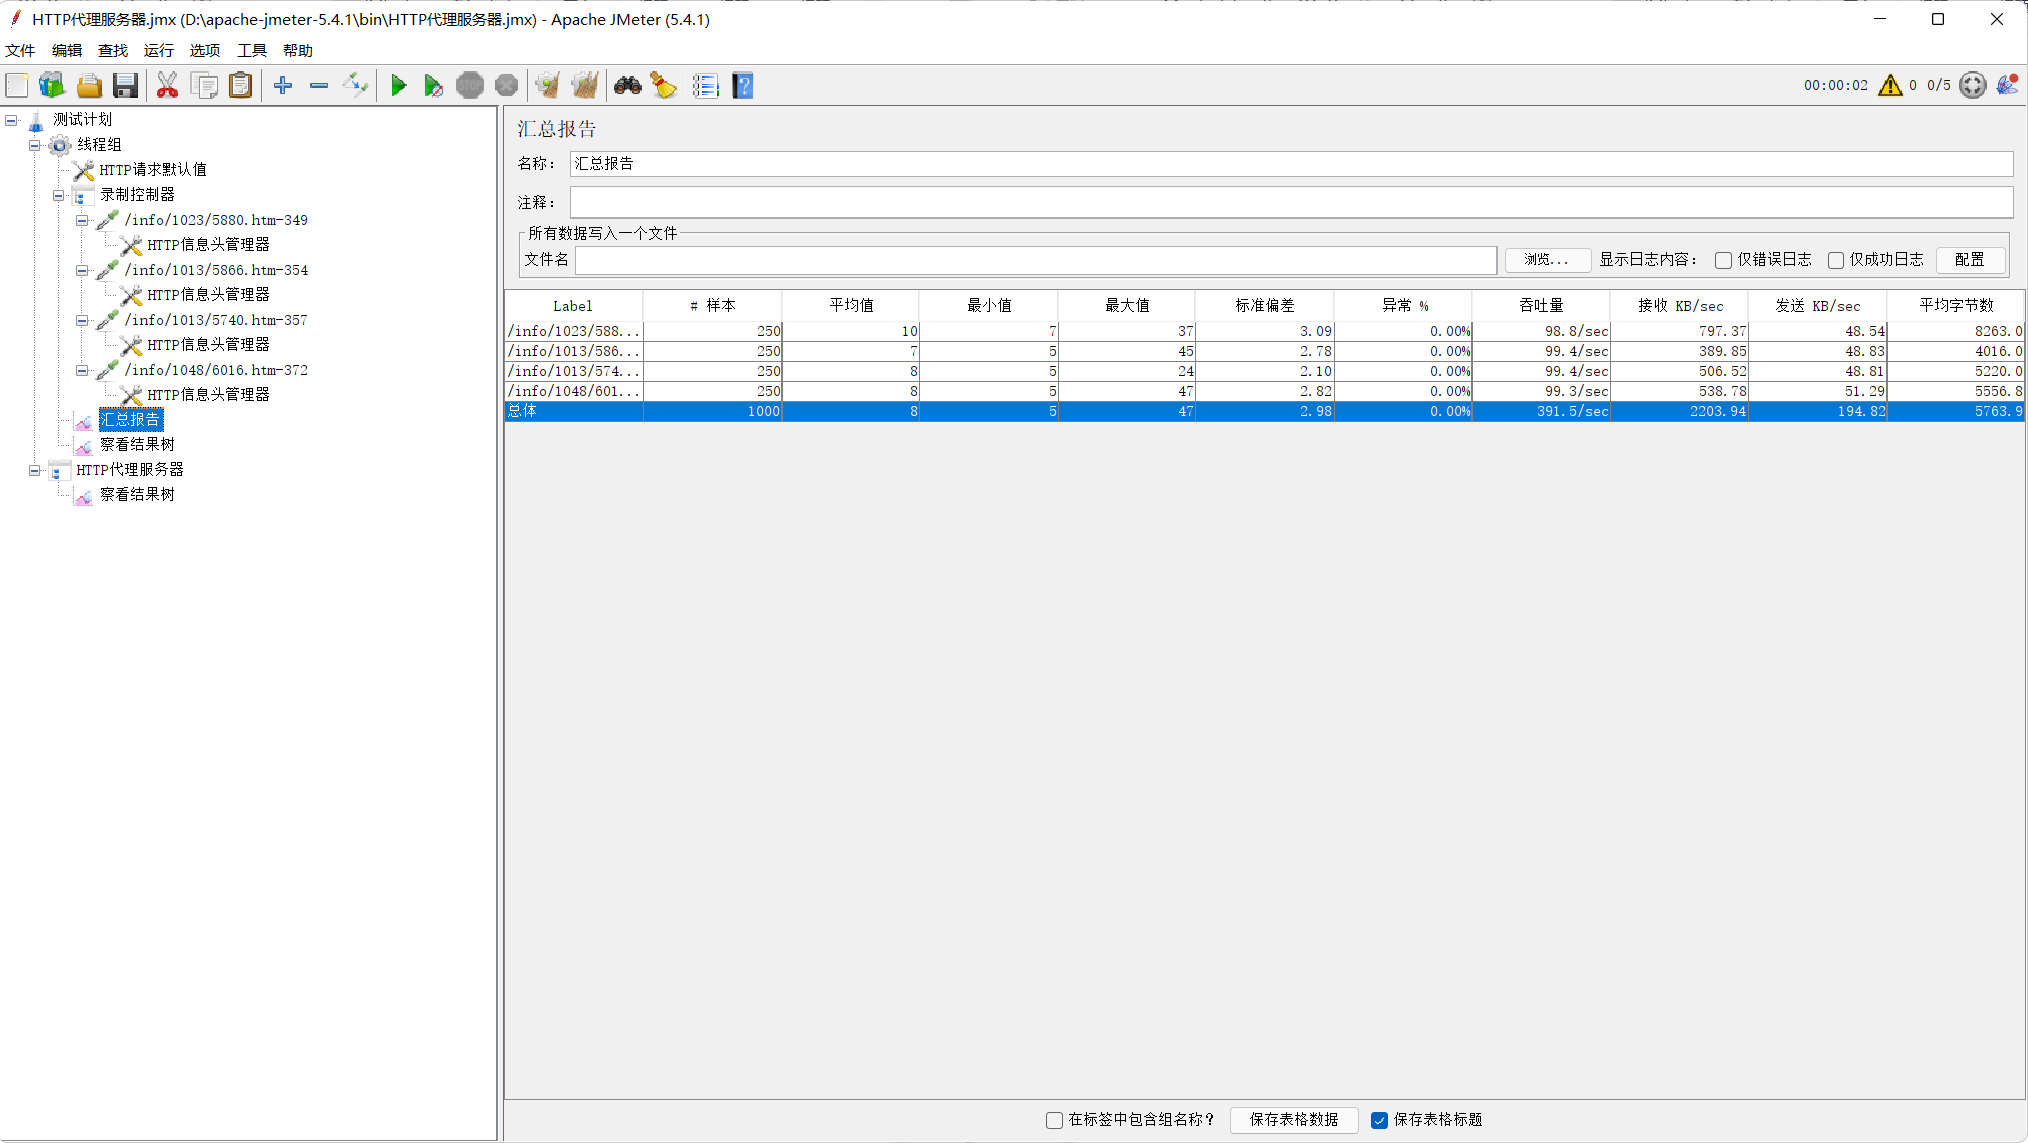 HTTP代理服务器.jmx (D:\apache-jmeter-5.4.1\bin\HTTP代理服务器.jmx) - Apache JMeter (5.4.1)
文件 编辑 查找 运行 选项 工具 帮助
STOP
00:00:02 0 0/5
测试计划
线程组
HTTP请求默认值
录制控制器
/info/1023/5880.htm-349
HTTP信息头管理器
/info/1013/5866.htm-354
HTTP信息头管理器
/info/1013/5740.htm-357
HTTP信息头管理器
/info/1048/6016.htm-372
HTTP信息头管理器
汇总报告
察看结果树
HTTP代理服务器
察看结果树
汇总报告
名称： 汇总报告
注释：
所有数据写入一个文件
文件名 浏览... 显示日志内容： 仅错误日志 仅成功日志 配置
Label # 样本 平均值 最小值 最大值 标准偏差 异常 % 吞吐量 接收 KB/sec 发送 KB/sec 平均字节数
/info/1023/588... 250 10 7 37 3.09 0.00% 98.8/sec 797.37 48.54 8263.0
/info/1013/586... 250 7 5 45 2.78 0.00% 99.4/sec 389.85 48.83 4016.0
/info/1013/574... 250 8 5 24 2.10 0.00% 99.4/sec 506.52 48.81 5220.0
/info/1048/601... 250 8 5 47 2.82 0.00% 99.3/sec 538.78 51.29 5556.8
总体 1000 8 5 47 2.98 0.00% 391.5/sec 2203.94 194.82 5763.9
在标签中包含组名称？ 保存表格数据 保存表格标题